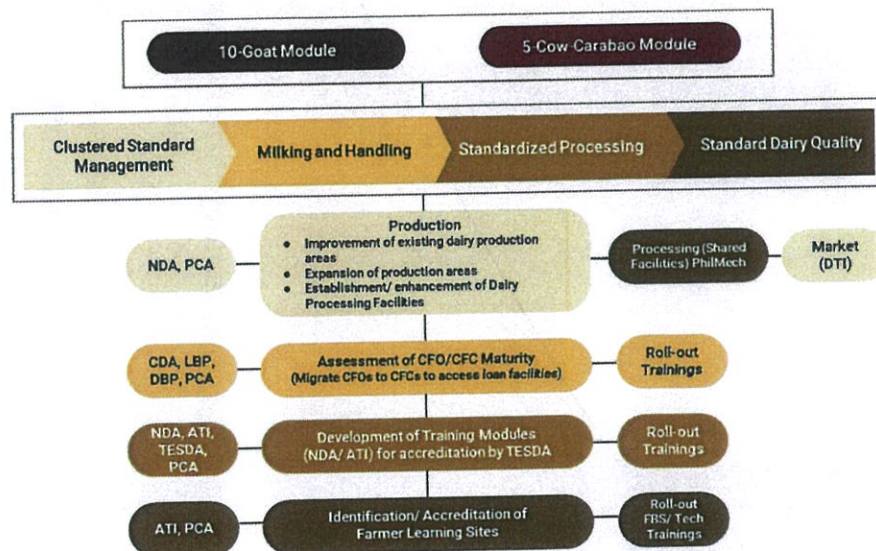 10-Goat Module
5-Cow-Carabao Module
Clustered Standard
Management
Milking and Handling
Standardized Processing
Standard Dairy Quality
NDA, PCA
Production
● Improvement of existing dairy production
areas
● Expansion of production areas
● Establishment/ enhancement of Dairy
Processing Facilities
Processing (Shared
Facilities) PhilMech
Market
(DTI)
CDA, LBP,
DBP, PCA
Assessment of CFO/CFC Maturity
(Migrate CFOs to CFCs to access loan facilities)
Roll-out
Trainings
NDA, ATI,
TESDA,
PCA
Development of Training Modules
(NDA/ ATI) for accreditation by TESDA
Roll-out
Trainings
ATI, PCA
Identification/ Accreditation of
Farmer Learning Sites
Roll-out
FBS/ Tech
Trainings